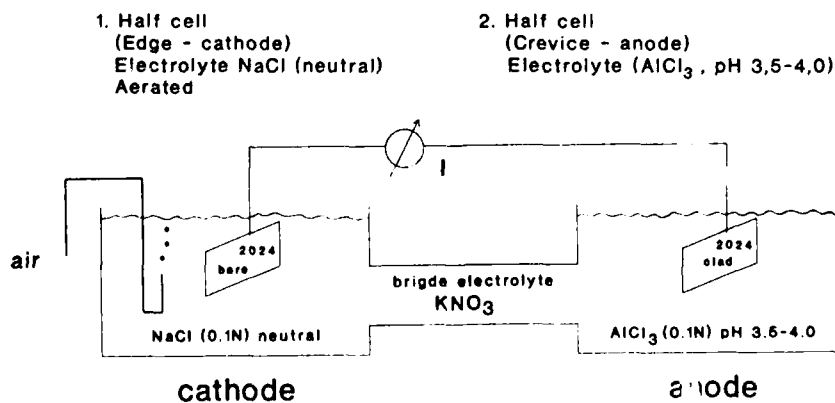 1. Half cell
(Edge - cathode)
Electrolyte NaCl (neutral)
Aerated
2. Half cell
(Crevice - anode)
Electrolyte (AlCl3 , pH 3,5-4,0)
I
air
2024
bare
2024
clad
brigde electrolyte
KNO3
NaCl (0.1N) neutral
AlCl3 (0.1N) pH 3.5-4.0
cathode
anode